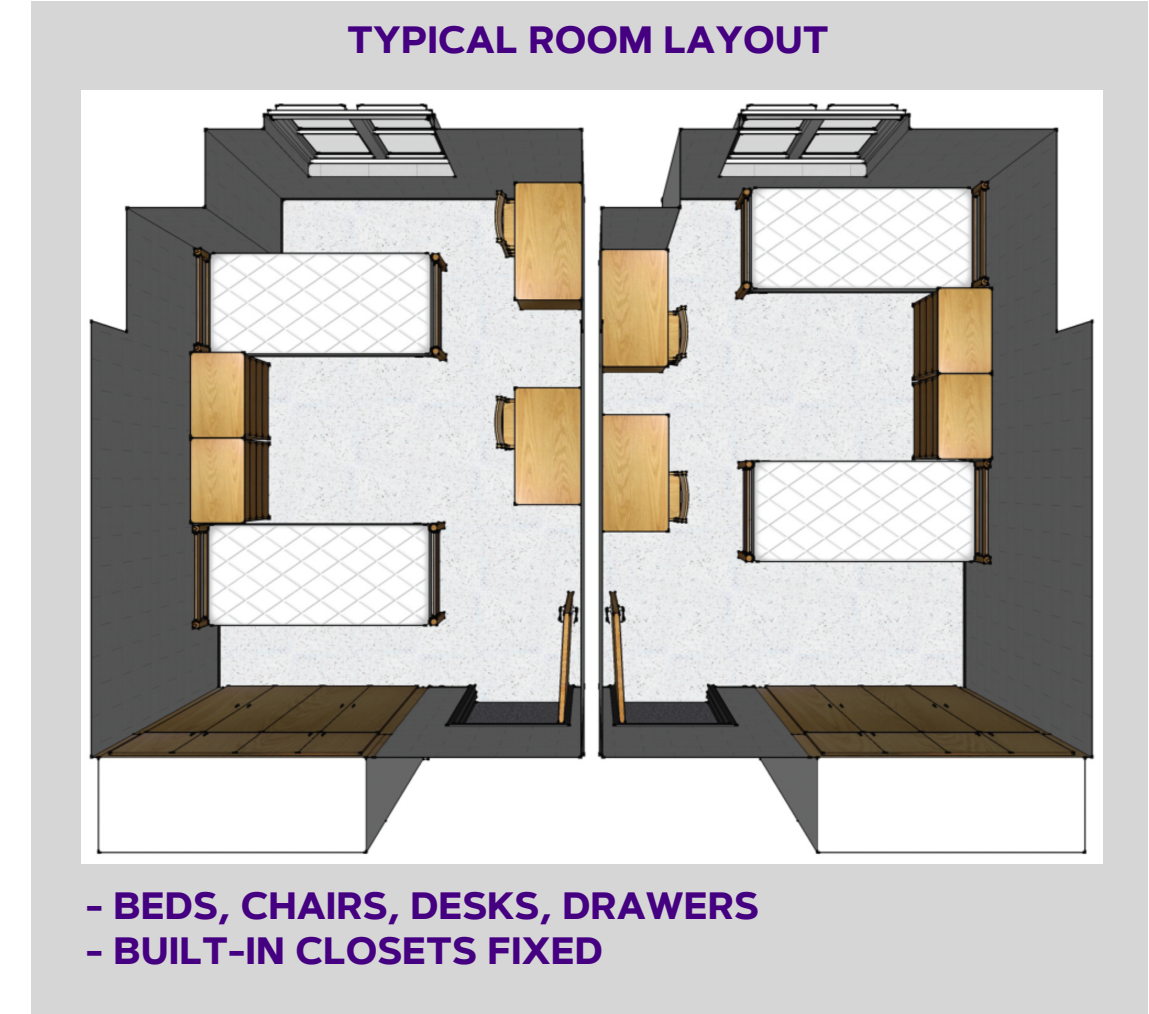 TYPICAL ROOM LAYOUT
- BEDS, CHAIRS, DESKS, DRAWERS
- BUILT-IN CLOSETS FIXED